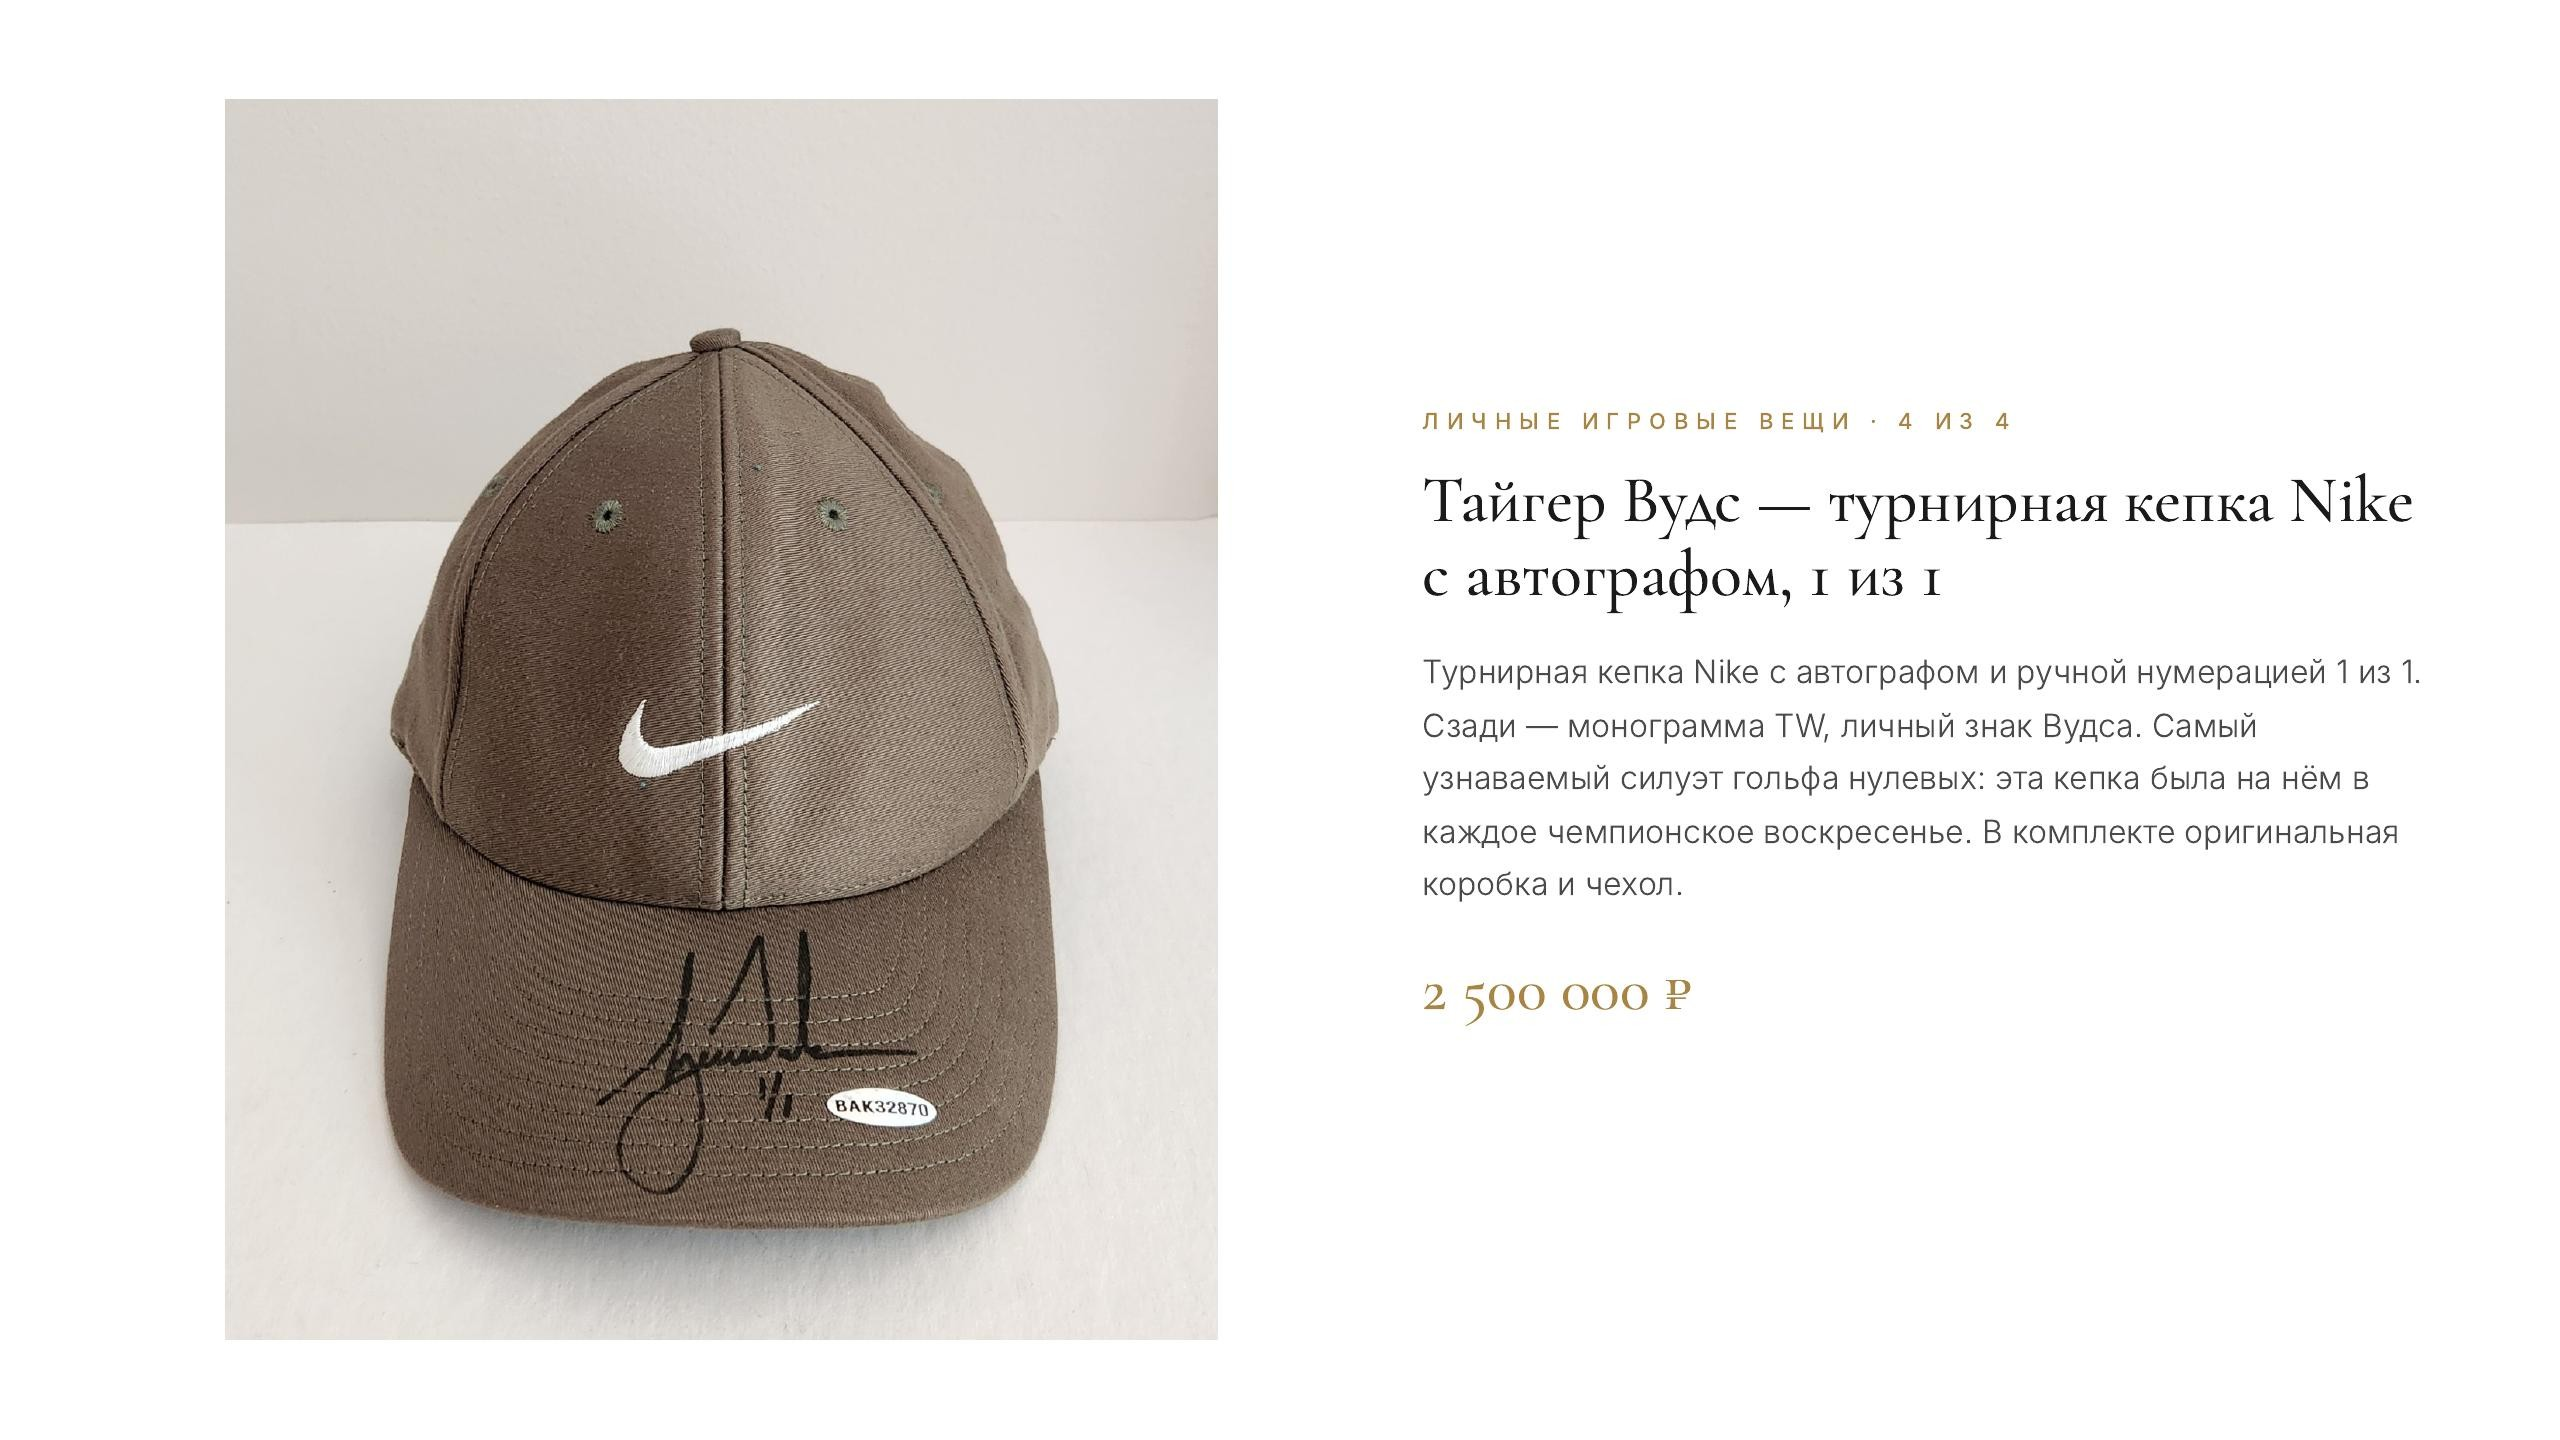 ЛИЧНЫЕ ИГРОВЫЕ ВЕЩИ · 4 ИЗ 4
Тайгер Вудс — турнирная кепка Nike
с автографом, 1 из 1
Турнирная кепка Nike с автографом и ручной нумерацией 1 из 1.
Сзади — монограмма TW, личный знак Вудса. Самый
узнаваемый силуэт гольфа нулевых: эта кепка была на нём в
каждое чемпионское воскресенье. В комплекте оригинальная
коробка и чехол.
2 500 000 ₽
1/1
BAK32870